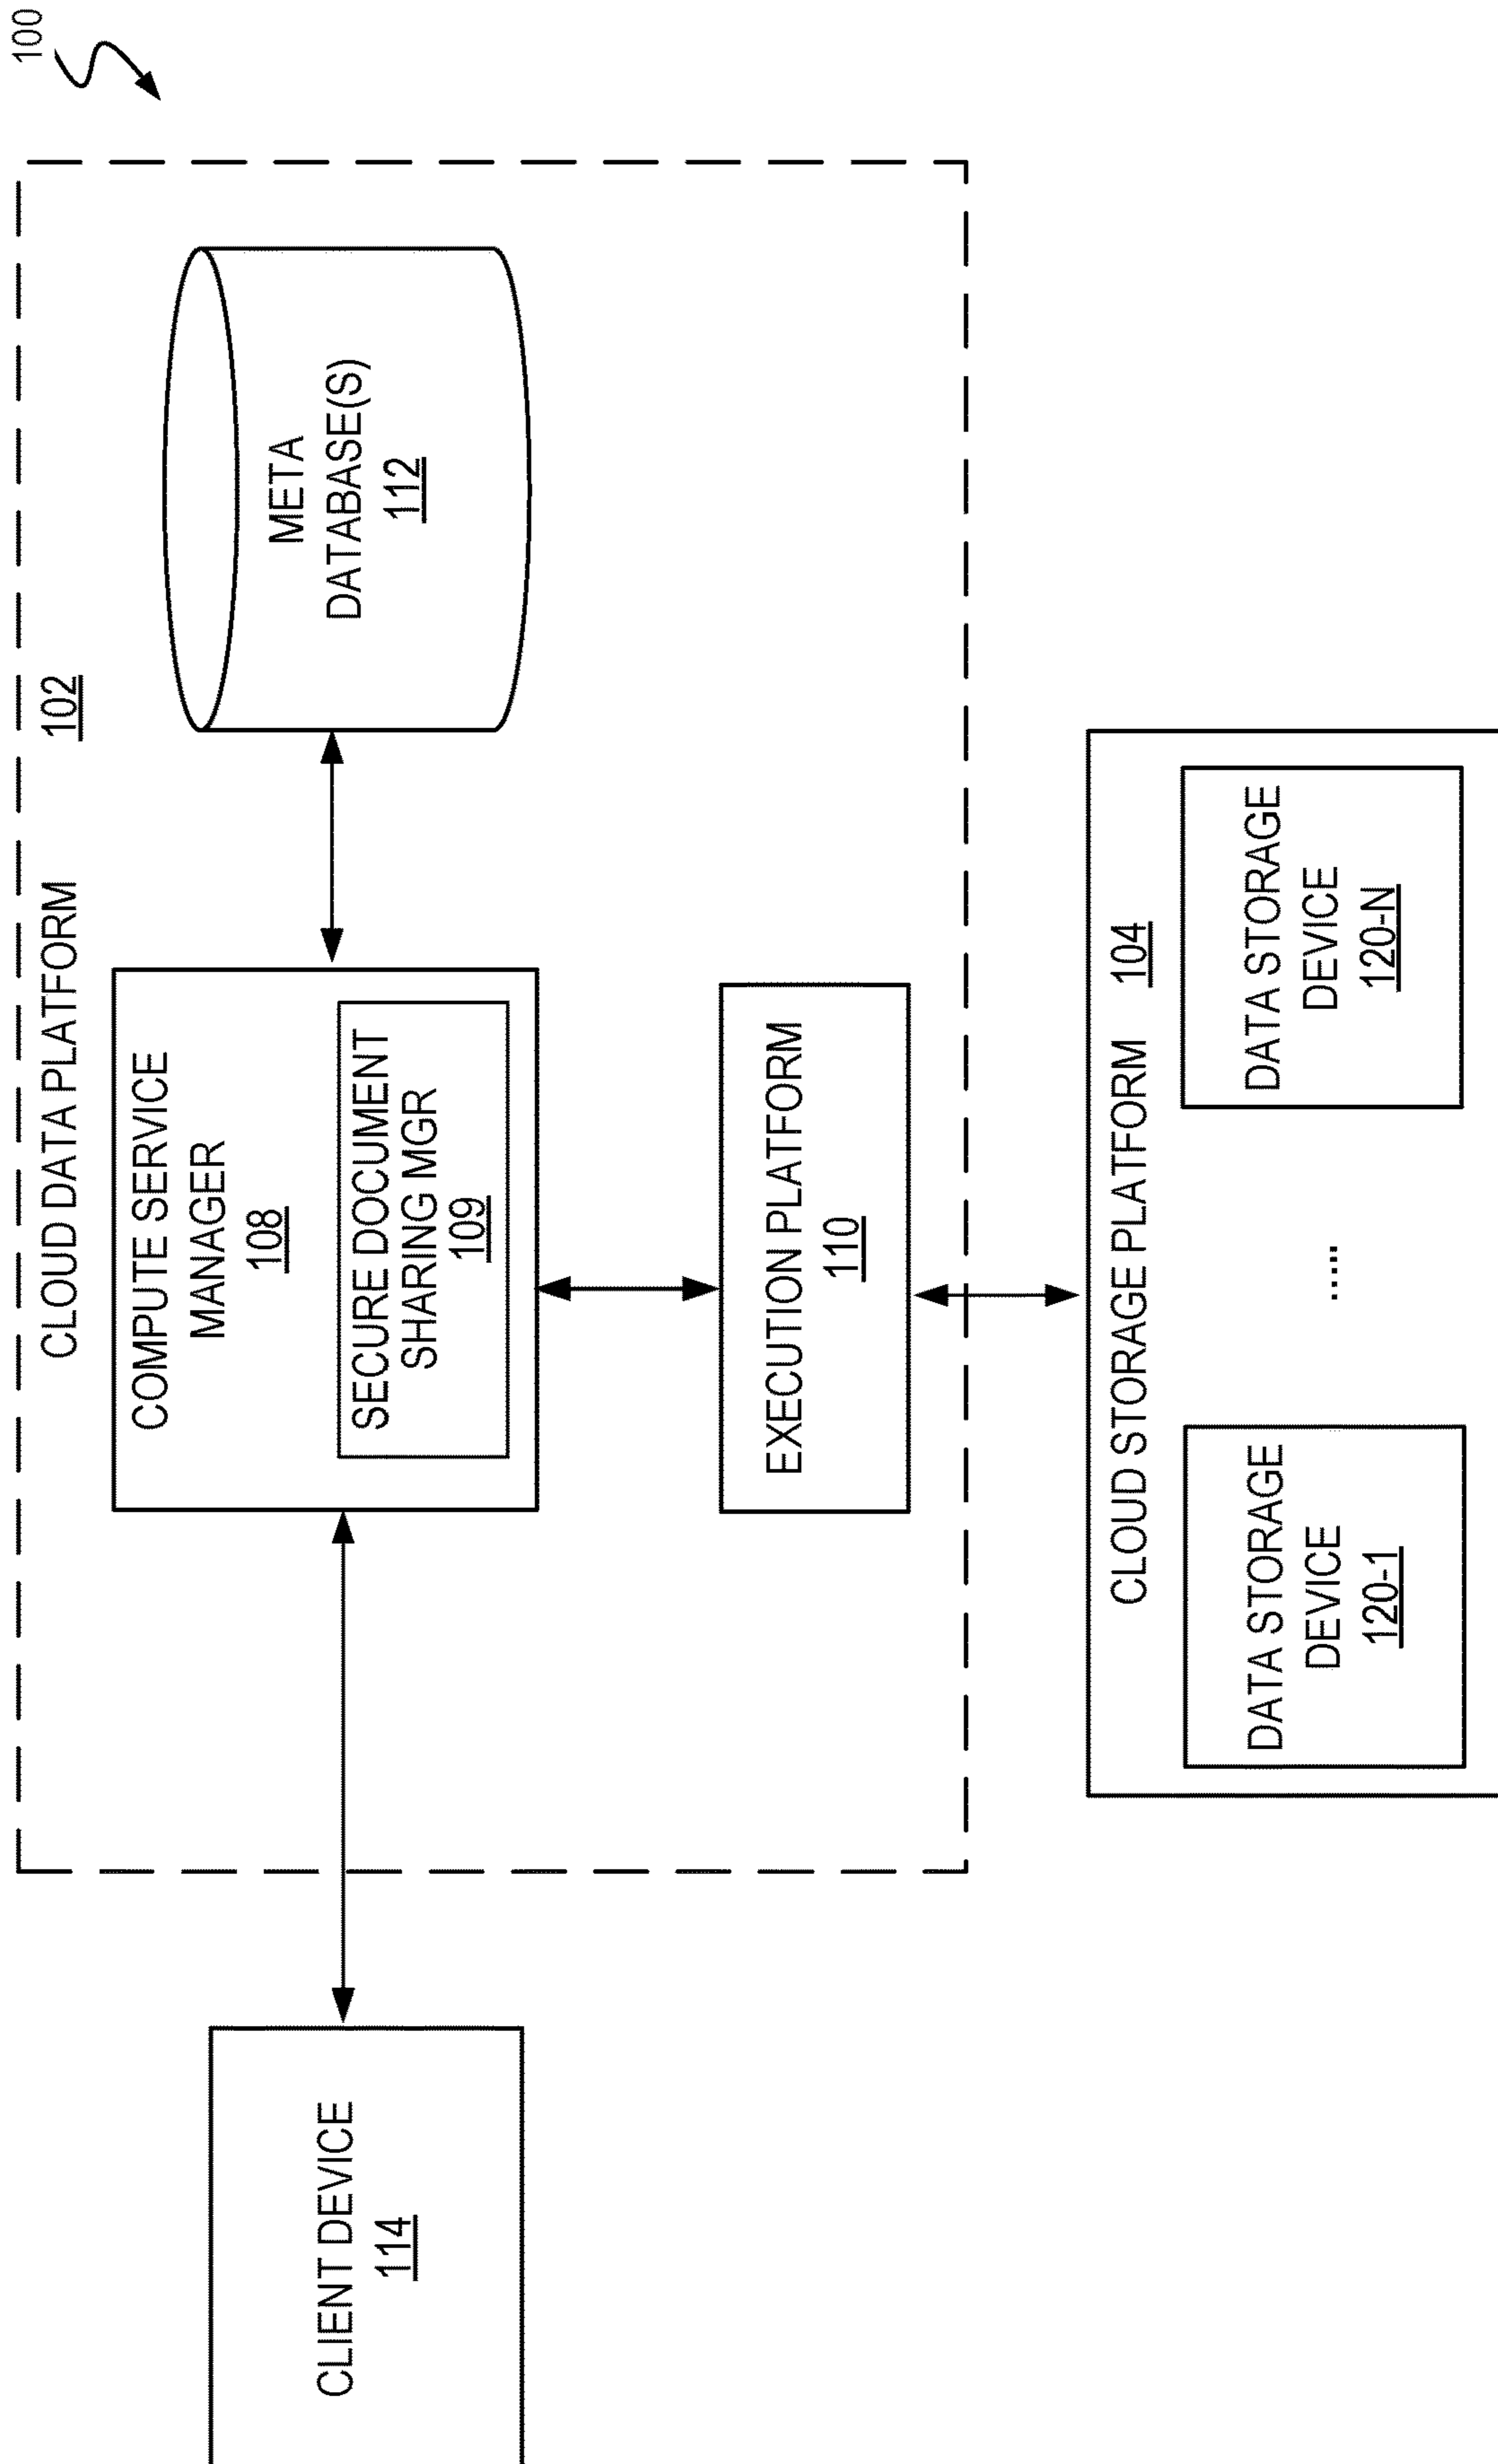 100
CLOUD DATA PLATFORM 102
COMPUTE SERVICE
MANAGER
108
SECURE DOCUMENT
SHARING MGR
109
META
DATABASE(S)
112
CLIENT DEVICE
114
EXECUTION PLATFORM
110
CLOUD STORAGE PLATFORM 104
DATA STORAGE
DEVICE
120-1
.....
DATA STORAGE
DEVICE
120-N